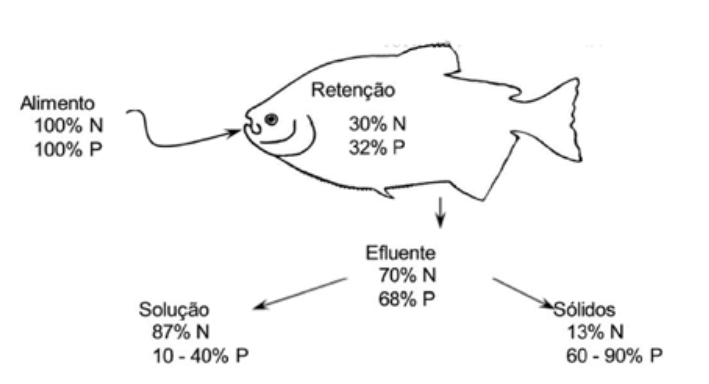 Alimento
100% N
100% P
Retenção
30% N
32% P
Efluente
70% N
68% P
Solução
87% N
10 - 40% P
Sólidos
13% N
60 - 90% P